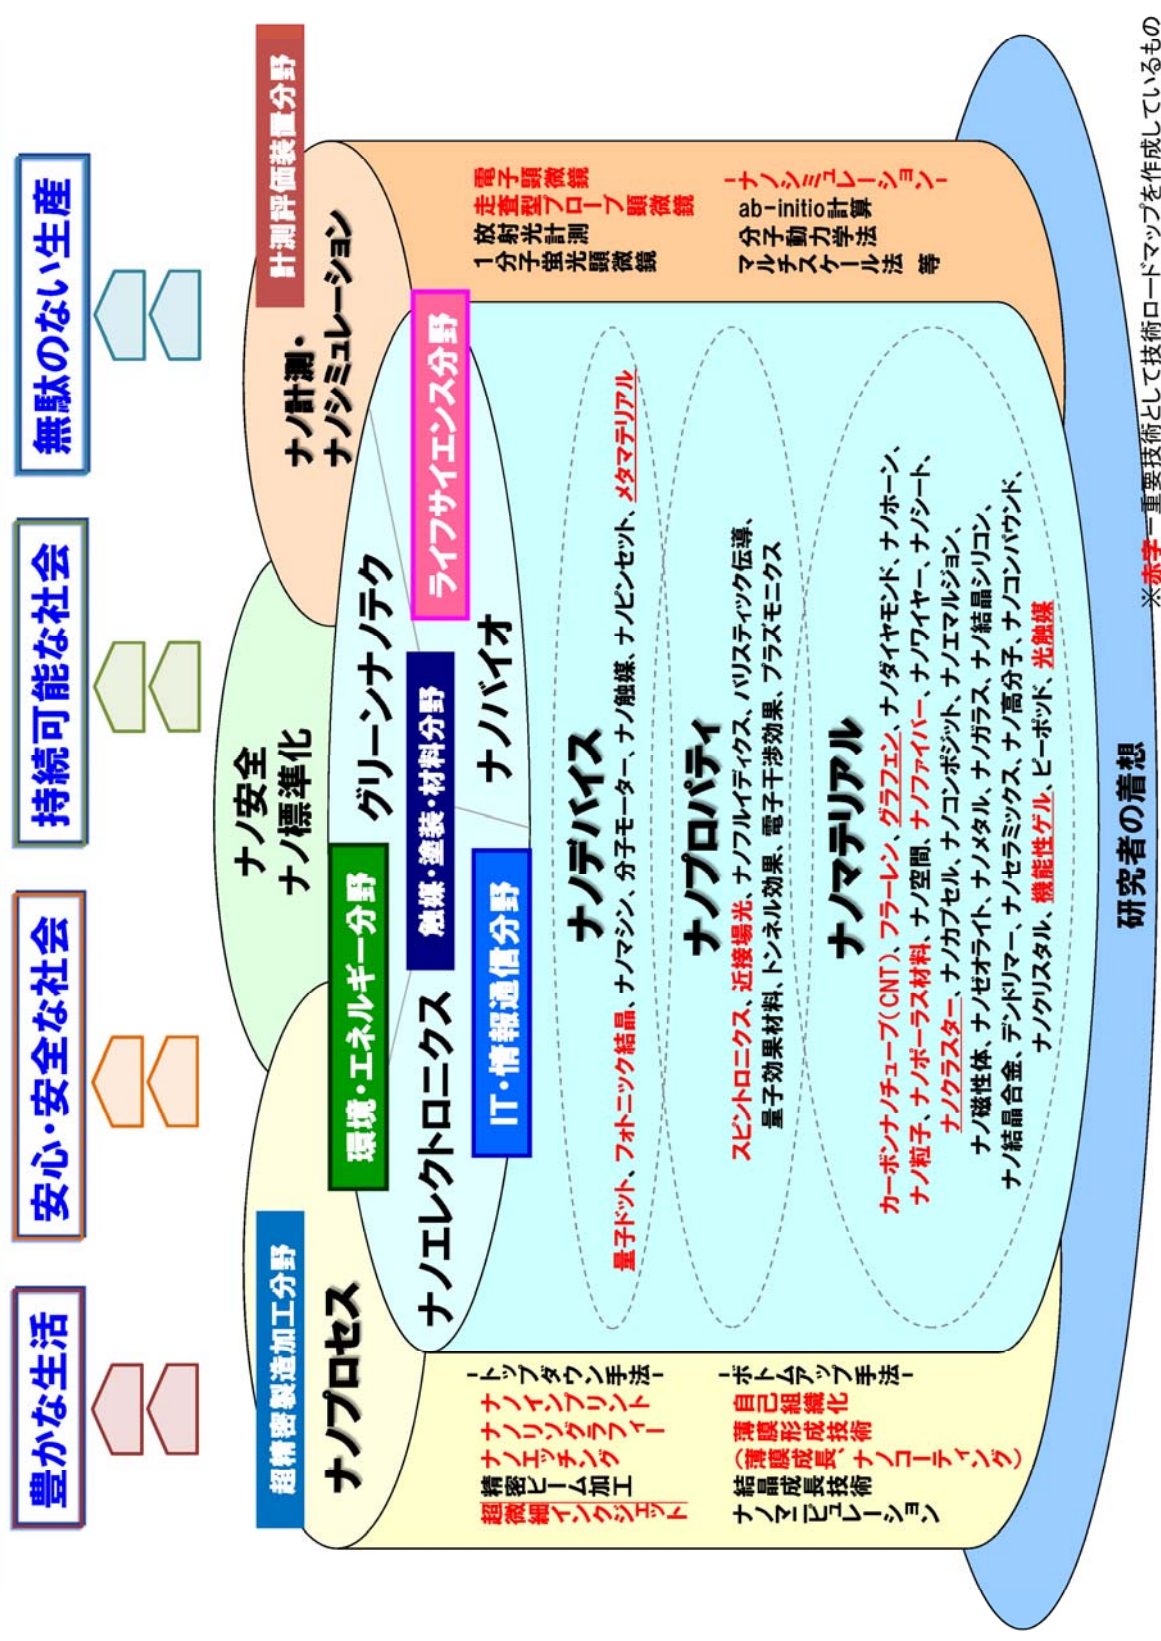 豊かな生活
安心・安全な社会
持続可能な社会
無駄のない生産
ナノ安全
ナノ標準化
超精密製造加工分野
ナノプロセス
-トップダウン手法-
ナノインプリント
ナノリソグラフィー
ナノエッチング
精密ビーム加工
超微細インクジェット
-ボトムアップ手法-
自己組織化
薄膜形成技術
(薄膜成長、ナノコーティング)
結晶成長技術
ナノマニピュレーション
計測評価装置分野
ナノ計測・
ナノシミュレーション
電子顕微鏡
走査型プローブ顕微鏡
放射光計測
1分子蛍光顕微鏡
-ナノシミュレーション-
ab-initio計算
分子動力学法
マルチスケール法 等
環境・エネルギー分野
グリーンナノテク
ナノエレクトロニクス
触媒・塗装・材料分野
ライフサイエンス分野
IT・情報通信分野
ナノバイオ
ナノデバイス
量子ドット、フォトニック結晶、ナノマシン、分子モーター、ナノ触媒、ナノピンセット、メタマテリアル
ナノプロパティ
スピントロニクス、近接場光、ナノフルイディクス、バリスティック伝導、
量子効果材料、トンネル効果、電子干渉効果、プラズモニクス
ナノマテリアル
カーボンナノチューブ(CNT)、フラーレン、グラフェン、ナノダイヤモンド、ナノホーン、
ナノ粒子、ナノポーラス材料、ナノ空間、ナノファイバー、ナノワイヤー、ナノシート、
ナノクラスター、ナノカプセル、ナノコンポジット、ナノエマルジョン、
ナノ磁性体、ナノゼオライト、ナノメタル、ナノガラス、ナノ結晶シリコン、
ナノ結晶合金、デンドリマー、ナノセラミックス、ナノ高分子、ナノコンパウンド、
ナノクリスタル、機能性ゲル、ピーポッド、光触媒
研究者の着想
※赤字ー重要技術として技術ロードマップを作成しているもの